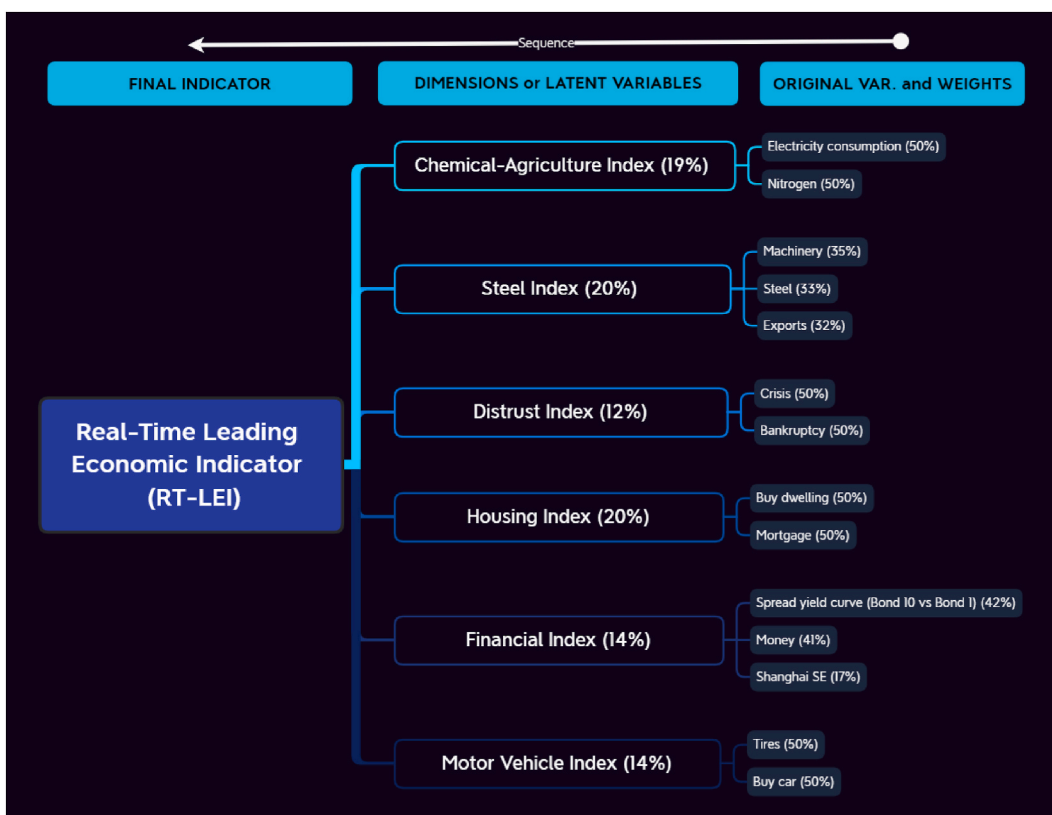 Sequence
FINAL INDICATOR
DIMENSIONS or LATENT VARIABLES
ORIGINAL VAR. and WEIGHTS
Real-Time Leading
Economic Indicator
(RT-LEI)
Chemical-Agriculture Index (19%)
Electricity consumption (50%)
Nitrogen (50%)
Steel Index (20%)
Machinery (35%)
Steel (33%)
Exports (32%)
Distrust Index (12%)
Crisis (50%)
Bankruptcy (50%)
Housing Index (20%)
Buy dwelling (50%)
Mortgage (50%)
Financial Index (14%)
Spread yield curve (Bond 10 vs Bond 1) (42%)
Money (41%)
Shanghai SE (17%)
Motor Vehicle Index (14%)
Tires (50%)
Buy car (50%)